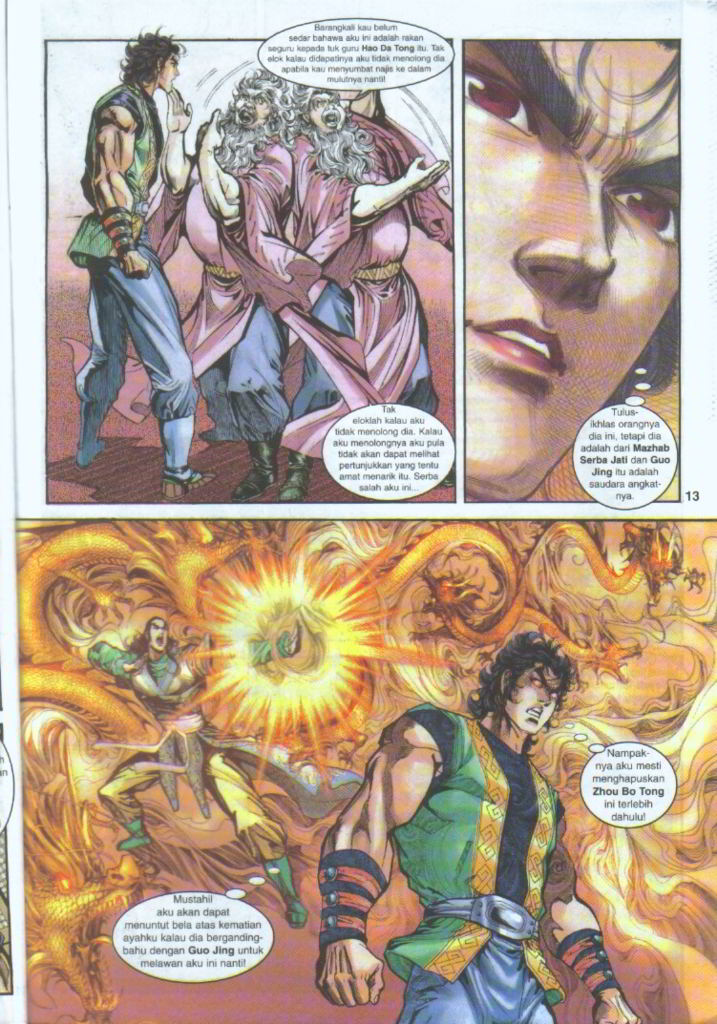 Barangkali kau belum
sedar bahawa aku ini adalah rakan
seguru kepada tuk guru Hao Da Tong itu. Tak
elok kalau didapatinya aku tidak menolong dia
apabila kau menyumbat najis ke dalam
mulutnya nanti!
Tak
eloklah kalau aku
tidak menolong dia. Kalau
aku menolongnya aku pula
tak akan dapat melihat
pertunjukkan yang tentu
amat menarik itu. Serba
salah aku ini...
Tulus-
ikhlas orangnya
dia ini, tetapi dia
adalah dari Mazhab
Serba Jati dan Guo
Jing itu adalah
saudara angkat-
nya.
13
Nampak-
nya aku mesti
menghapuskan
Zhou Bo Tong
ini terlebih
dahulu!
Mustahil
aku akan dapat
menuntut bela atas kematian
ayahku kalau dia berganding-
bahu dengan Guo Jing untuk
melawan aku ini nanti!